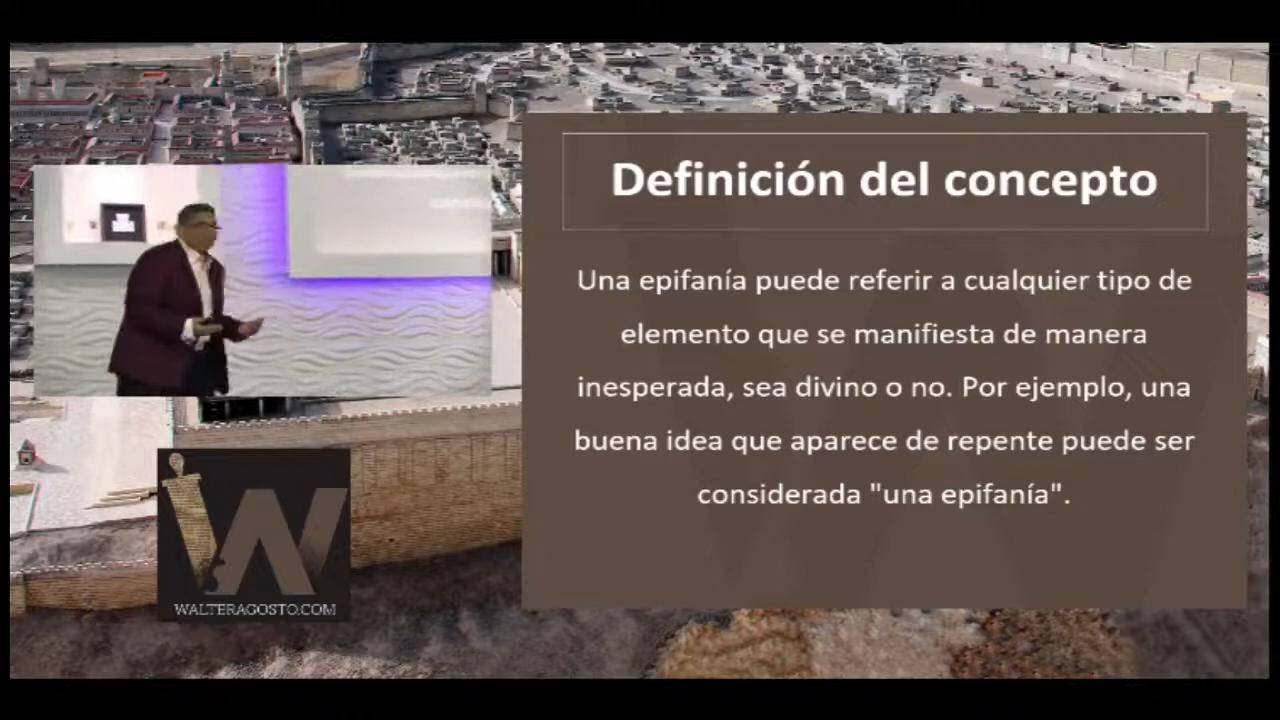 Definición del concepto
Una epifanía puede referir a cualquier tipo de
elemento que se manifiesta de manera
inesperada, sea divino o no. Por ejemplo, una
buena idea que aparece de repente puede ser
considerada "una epifanía".
W
WALTERAGOSTO.COM